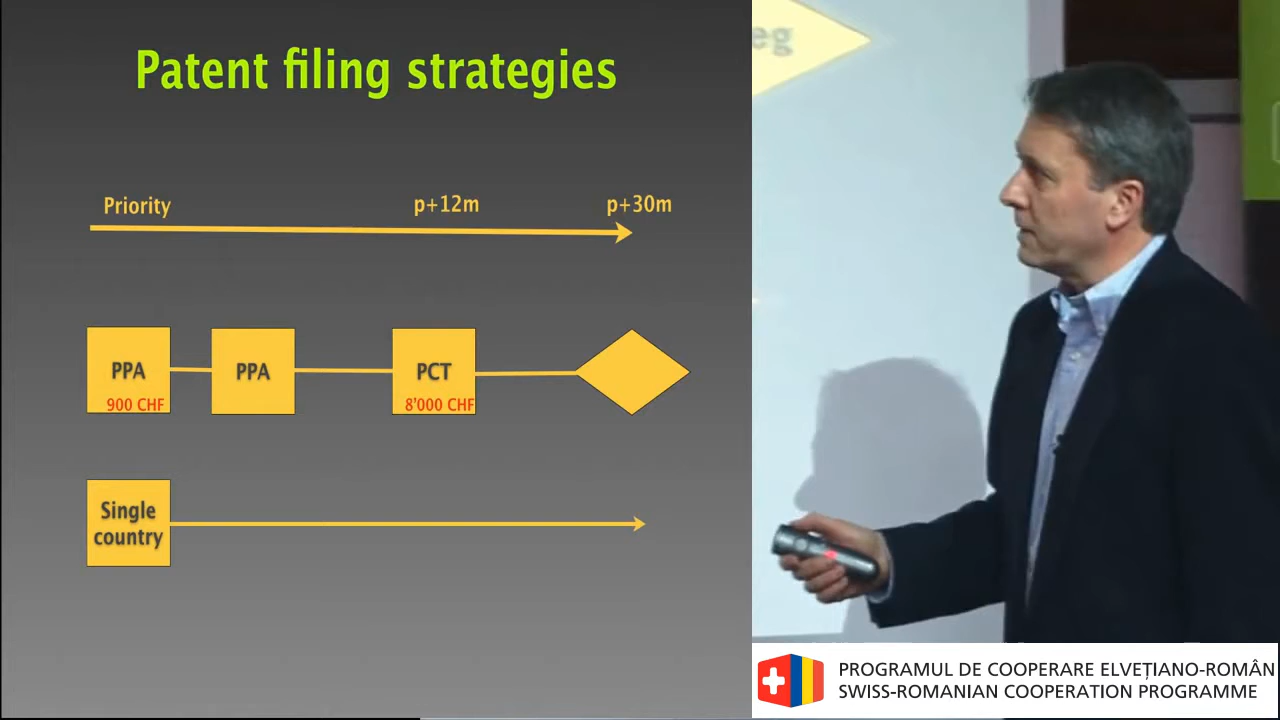 Patent filing strategies
Priority
p+12m
p+30m
PPA
900 CHF
PPA
PCT
8'000 CHF
Single
country
eg
PROGRAMUL DE COOPERARE ELVEȚIANO-ROMÂN
SWISS-ROMANIAN COOPERATION PROGRAMME